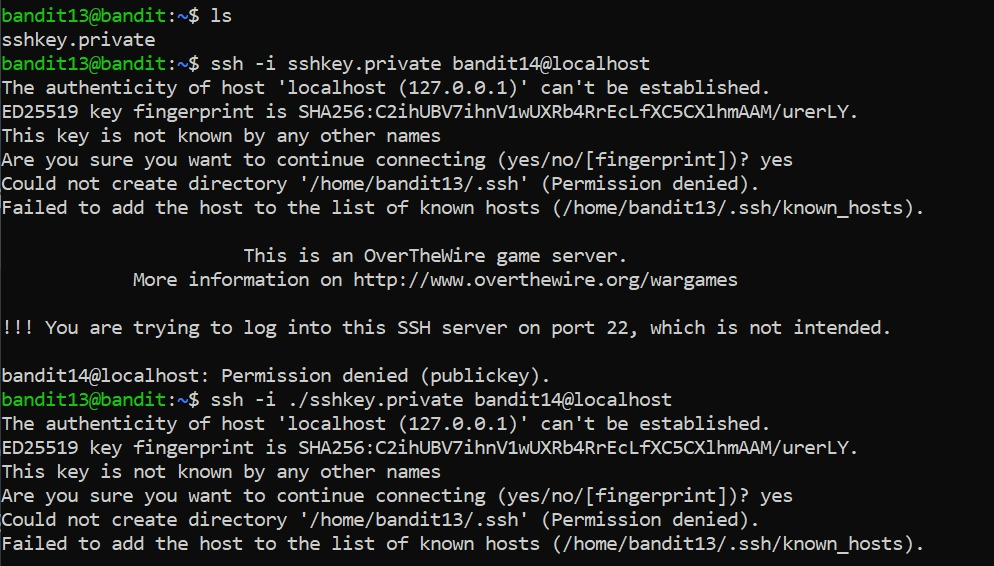 bandit13@bandit:~$ ls
sshkey.private
bandit13@bandit:~$ ssh -i sshkey.private bandit14@localhost
The authenticity of host 'localhost (127.0.0.1)' can't be established.
ED25519 key fingerprint is SHA256:C2ihUBV7ihnV1wUXRb4RrEcLfXC5CXlhmAAM/urerLY.
This key is not known by any other names
Are you sure you want to continue connecting (yes/no/[fingerprint])? yes
Could not create directory '/home/bandit13/.ssh' (Permission denied).
Failed to add the host to the list of known hosts (/home/bandit13/.ssh/known_hosts).
This is an OverTheWire game server.
More information on http://www.overthewire.org/wargames
!!! You are trying to log into this SSH server on port 22, which is not intended.
bandit14@localhost: Permission denied (publickey).
bandit13@bandit:~$ ssh -i ./sshkey.private bandit14@localhost
The authenticity of host 'localhost (127.0.0.1)' can't be established.
ED25519 key fingerprint is SHA256:C2ihUBV7ihnV1wUXRb4RrEcLfXC5CXlhmAAM/urerLY.
This key is not known by any other names
Are you sure you want to continue connecting (yes/no/[fingerprint])? yes
Could not create directory '/home/bandit13/.ssh' (Permission denied).
Failed to add the host to the list of known hosts (/home/bandit13/.ssh/known_hosts).